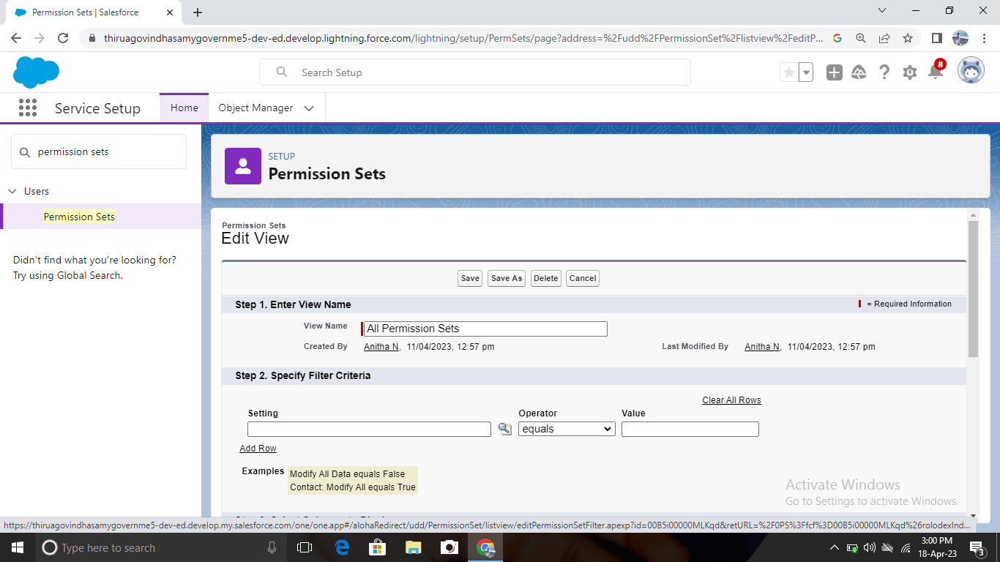 Permission Sets | Salesforce
thiruagovindhasamygovernme5-dev-ed.develop.lightning.force.com/lightning/setup/PermSets/page?address=%2Fudd%2FPermissionSet%2Flistview%2FeditP...
Search Setup
8
Service Setup
Home
Object Manager
permission sets
Users
Permission Sets
Didn't find what you're looking for?
Try using Global Search.
SETUP
Permission Sets
Permission Sets
Edit View
Save Save As Delete Cancel
Step 1. Enter View Name
= Required Information
View Name All Permission Sets
Created By Anitha N, 11/04/2023, 12:57 pm
Last Modified By Anitha N, 11/04/2023, 12:57 pm
Step 2. Specify Filter Criteria
Clear All Rows
Setting Operator Value
equals
Add Row
Examples
Modify All Data equals False
Contact: Modify All equals True
Activate Windows
Go to Settings to activate Windows.
https://thiruagovindhasamygovernme5-dev-ed.develop.my.salesforce.com/one/one.app#/alohaRedirect/udd/PermissionSet/listview/editPermissionSetFilter.apexp?id=00B5i00000MLKqd&retURL=%2F0PS%3Ffcf%3D00B5i00000MLKqd%26rolodexInd...
Type here to search
3:00 PM
18-Apr-23
3